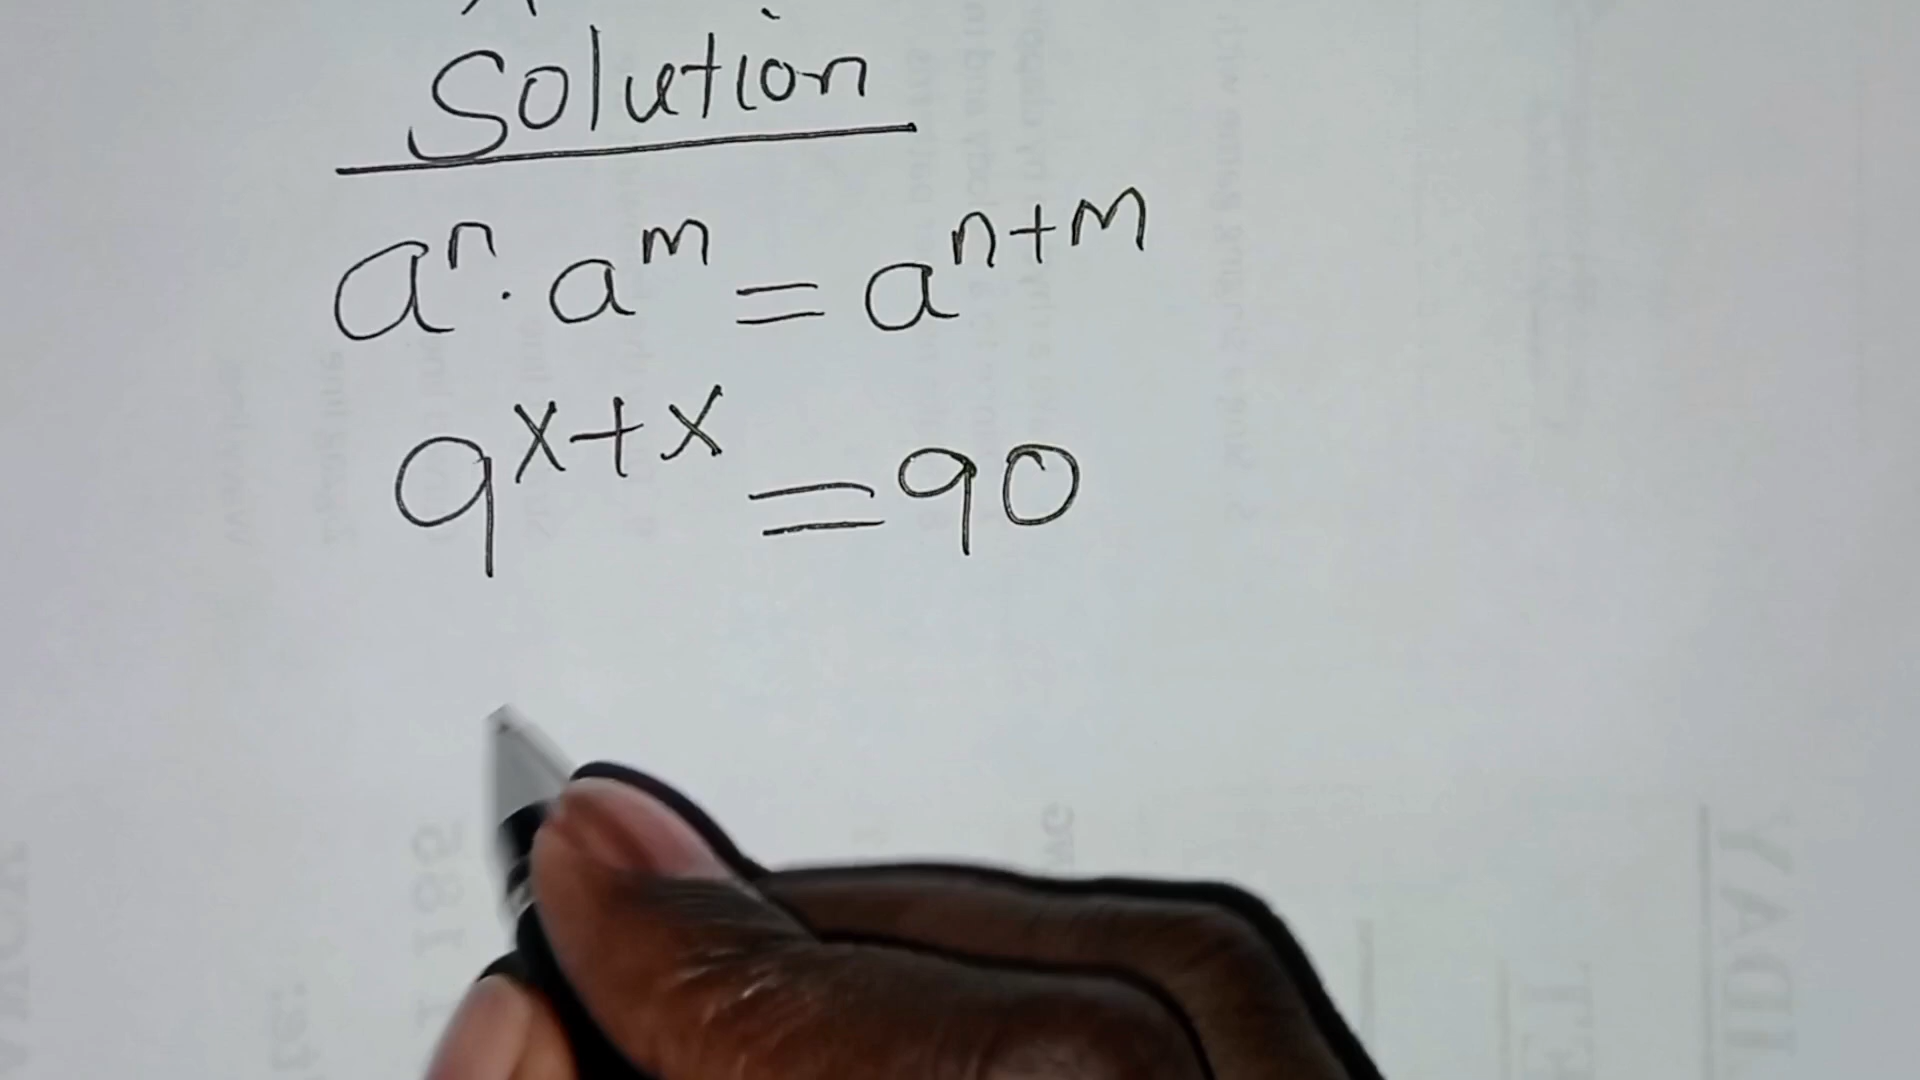 Solution
aⁿ · aᵐ = aⁿ⁺ᵐ
9ˣ⁺ˣ = 90